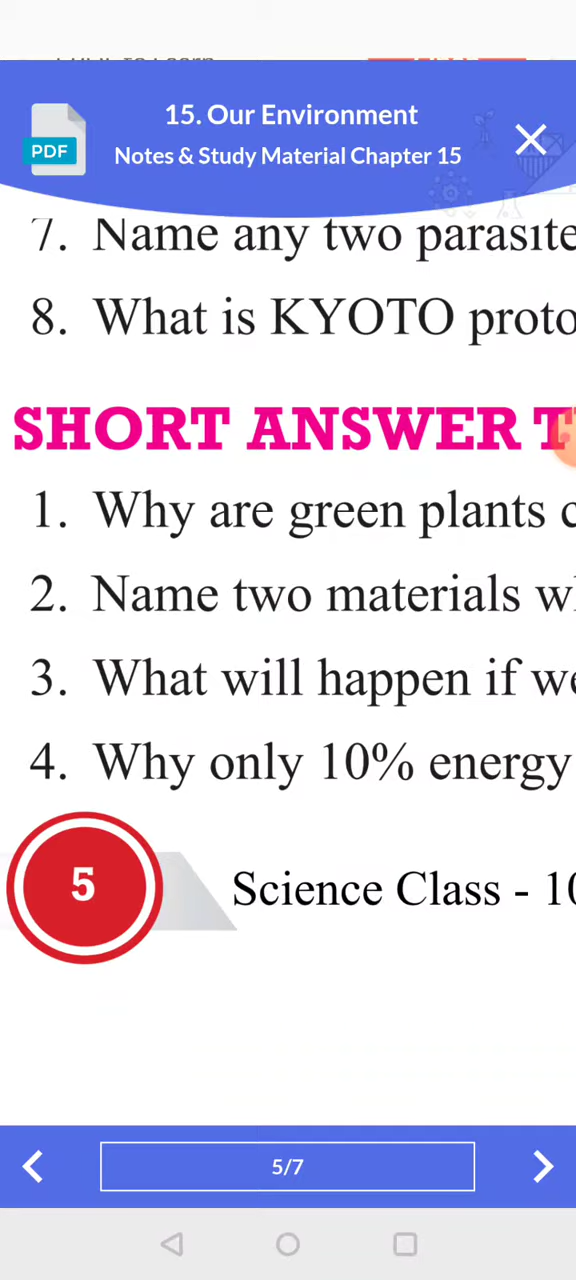 15. Our Environment
PDF
Notes & Study Material Chapter 15
7. Name any two parasite
8. What is KYOTO proto
SHORT ANSWER T
1. Why are green plants
2. Name two materials
3. What will happen if we
4. Why only 10% energy
5
Science Class - 10
5/7